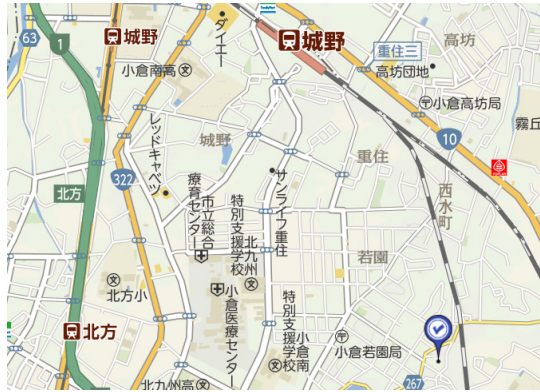 城野
城野
63
1
ダイエー
重住三
高坊
高坊団地
小倉南高
小倉高坊局
霧丘
10
城野
重住
レッドキャベツ
322
北方
サンライフ重住
西水町
市立総合
療育センター
北九州
特別支援学校
若園
北方小
小倉医療センター
小倉南
特別支援学校
小倉若園局
北方
267
北九州高